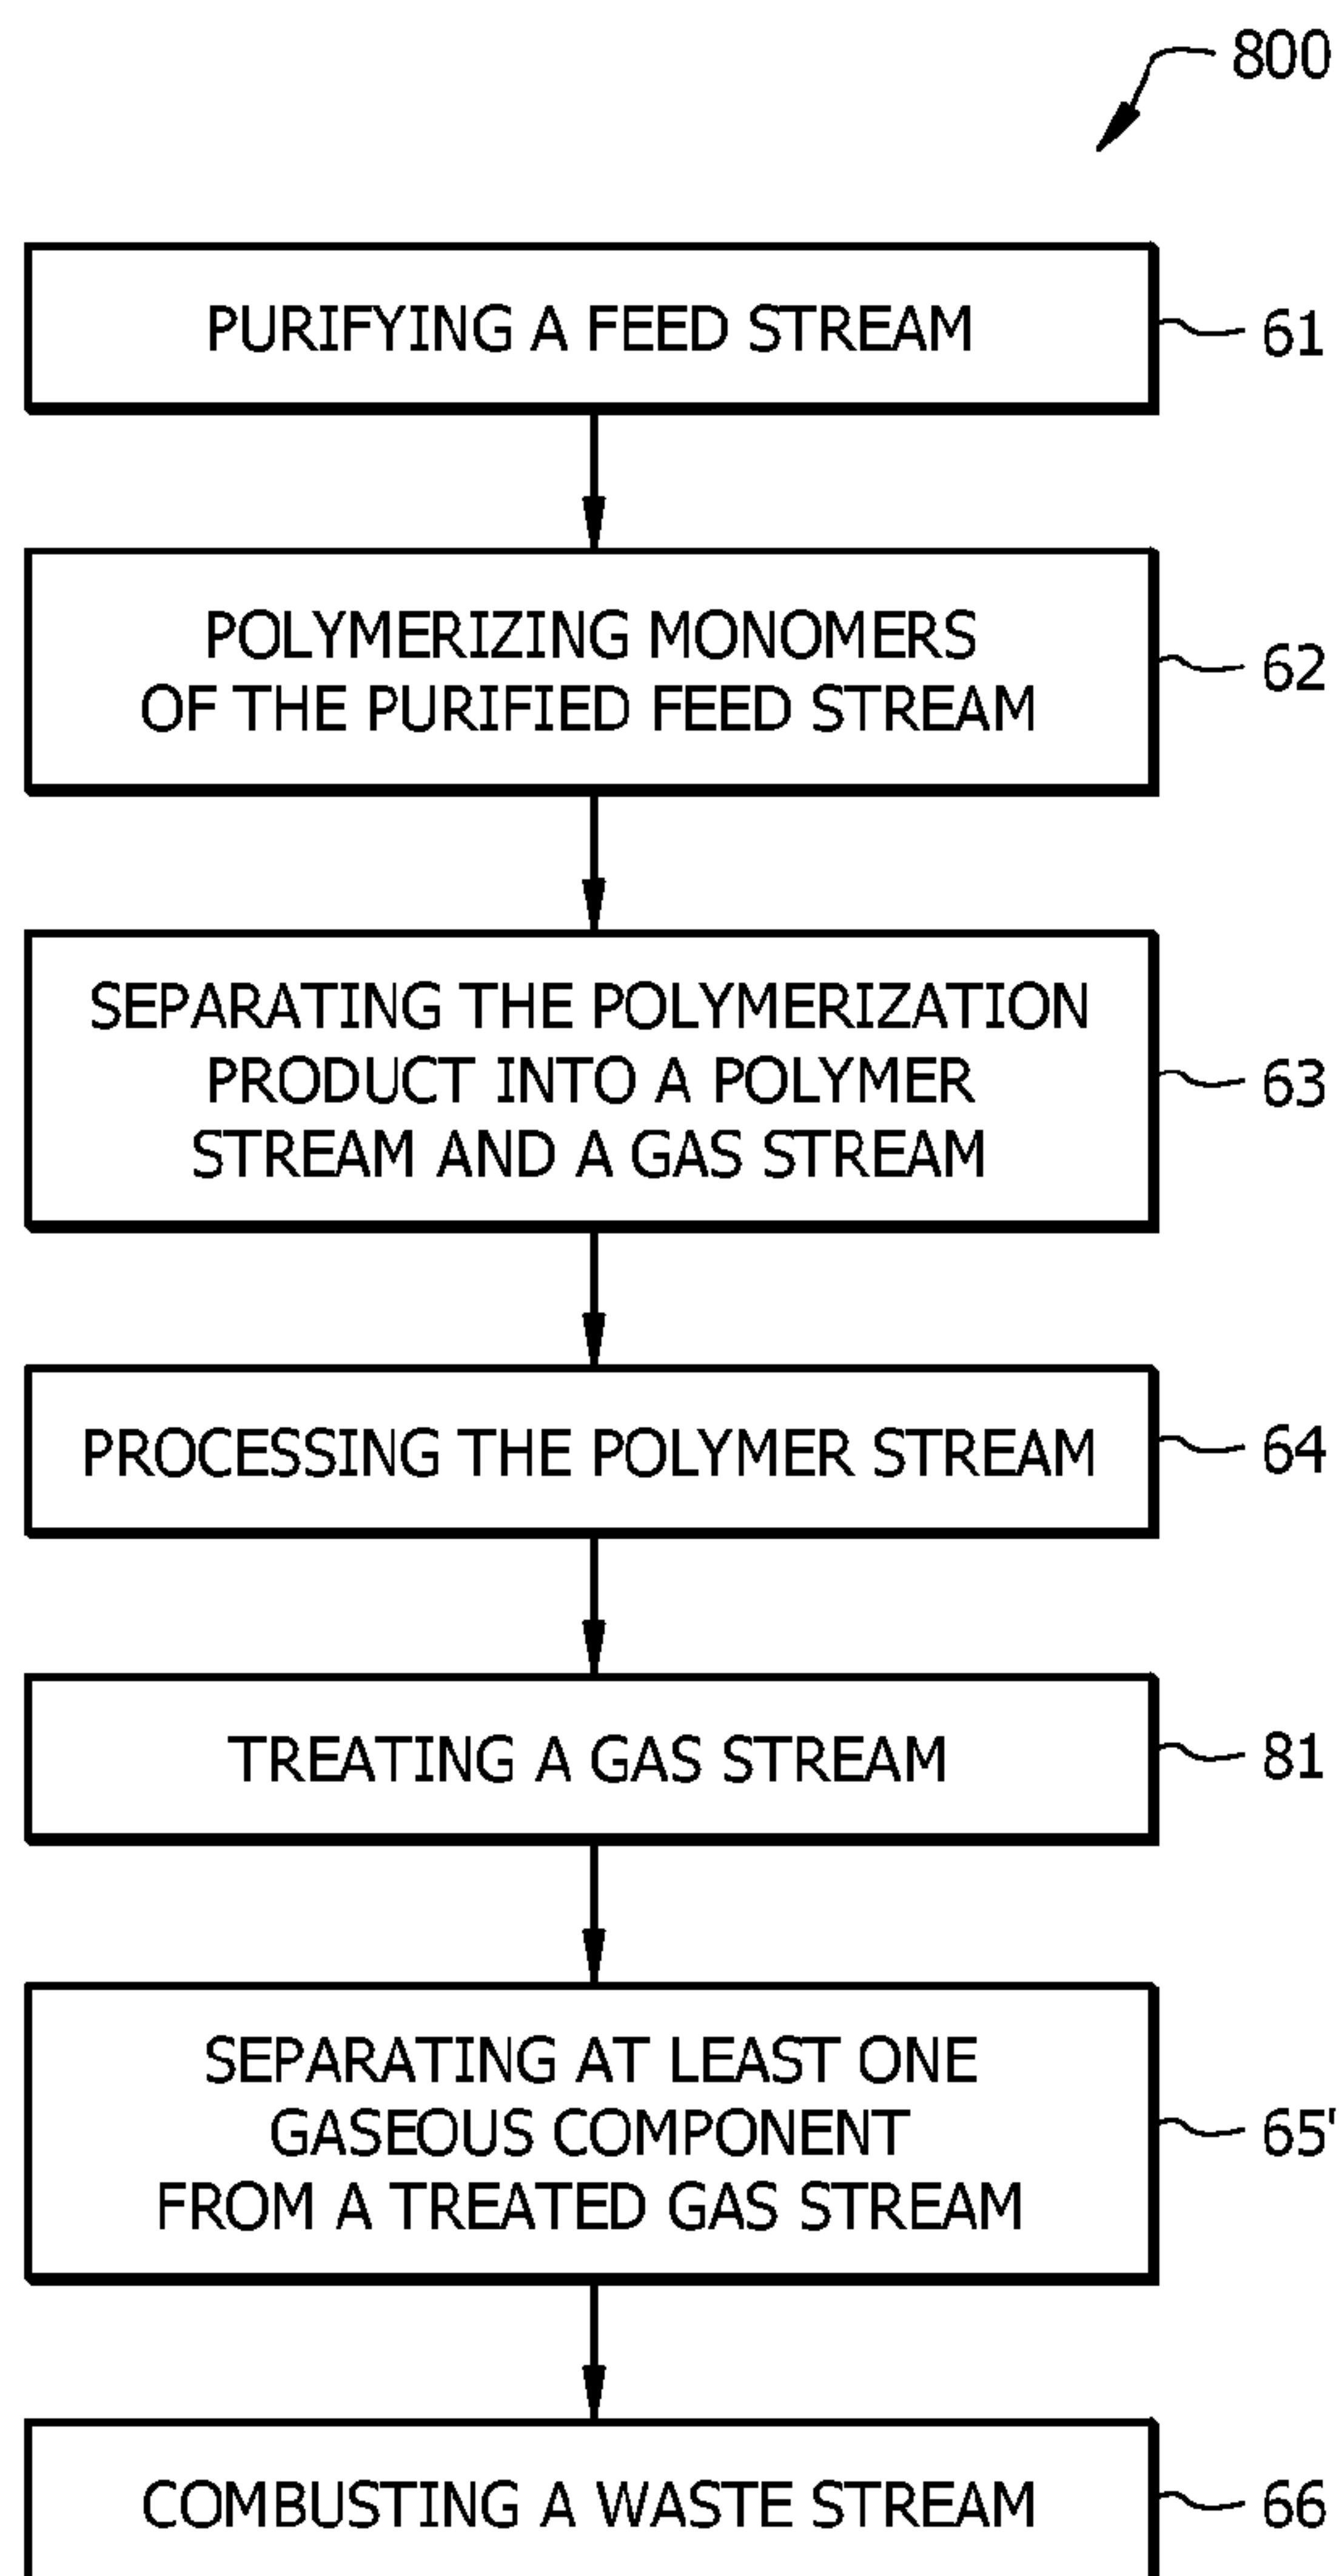 800
PURIFYING A FEED STREAM
61
POLYMERIZING MONOMERS
OF THE PURIFIED FEED STREAM
62
SEPARATING THE POLYMERIZATION
PRODUCT INTO A POLYMER
STREAM AND A GAS STREAM
63
PROCESSING THE POLYMER STREAM
64
TREATING A GAS STREAM
81
SEPARATING AT LEAST ONE
GASEOUS COMPONENT
FROM A TREATED GAS STREAM
65'
COMBUSTING A WASTE STREAM
66